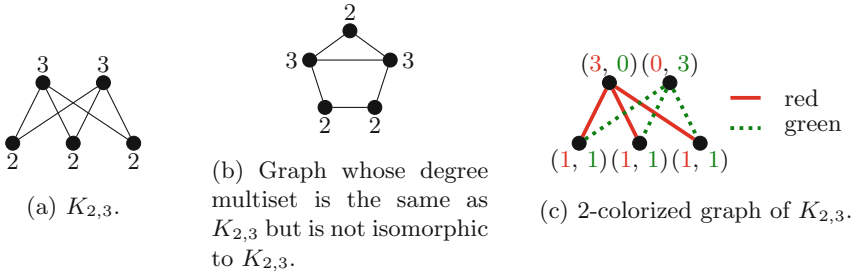 3 3
2 2 2
(a) K2,3.
2
3 3
2 2
(b) Graph whose degree
multiset is the same as
K2,3 but is not isomorphic
to K2,3.
(3, 0)(0, 3)
(1, 1)(1, 1)(1, 1)
red
green
(c) 2-colorized graph of K2,3.